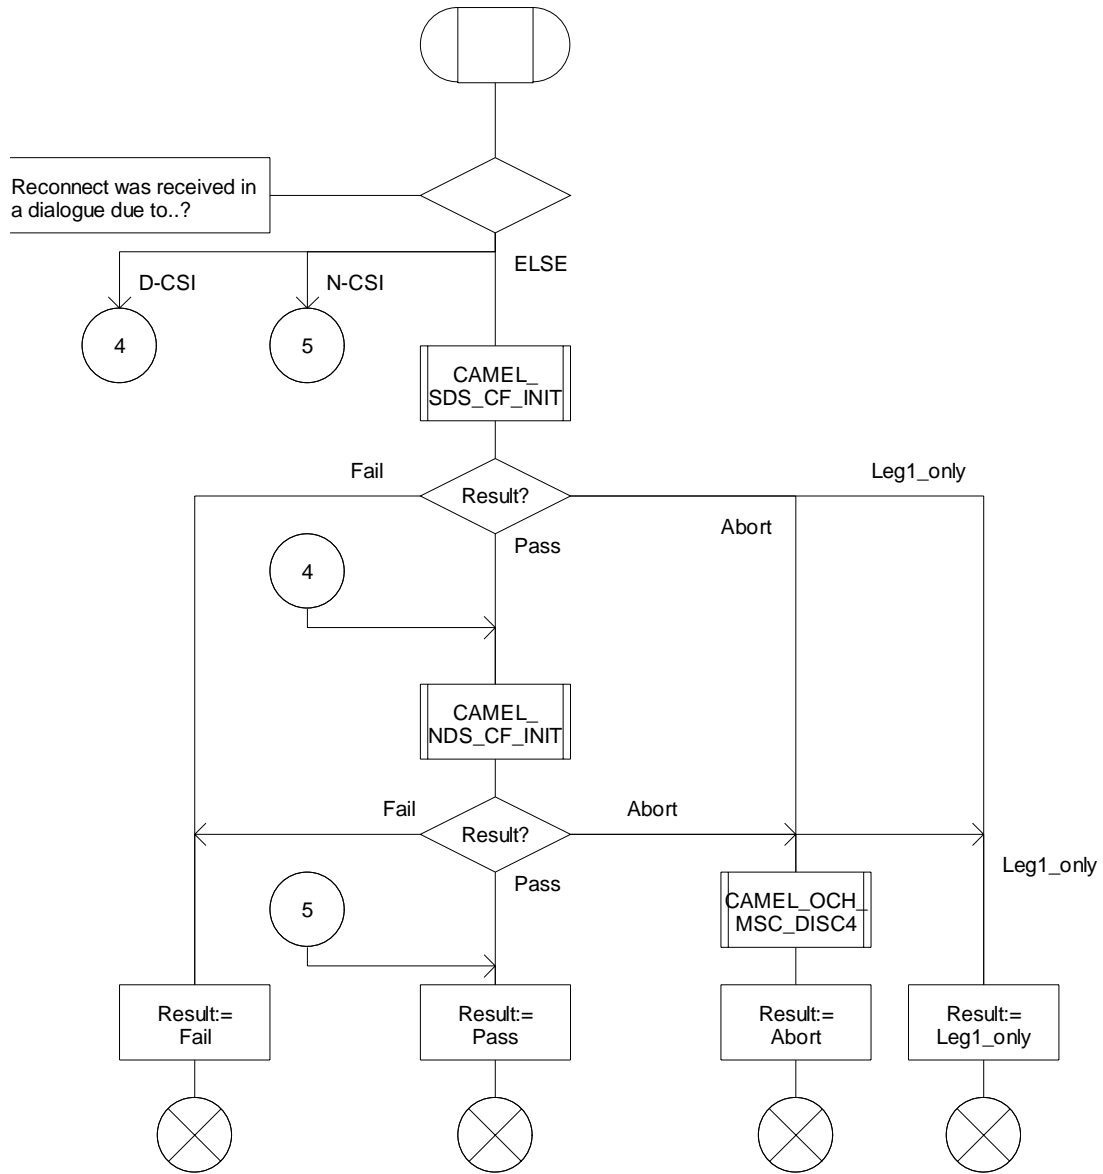 Reconnect was received in
a dialogue due to..?
ELSE
D-CSI
N-CSI
4
5
CAMEL_
SDS_CF_INIT
Fail
Result?
Leg1_only
Abort
Pass
4
CAMEL_
NDS_CF_INIT
Fail
Result?
Abort
Leg1_only
Pass
5
CAMEL_OCH_
MSC_DISC4
Result:=
Fail
Result:=
Pass
Result:=
Abort
Result:=
Leg1_only